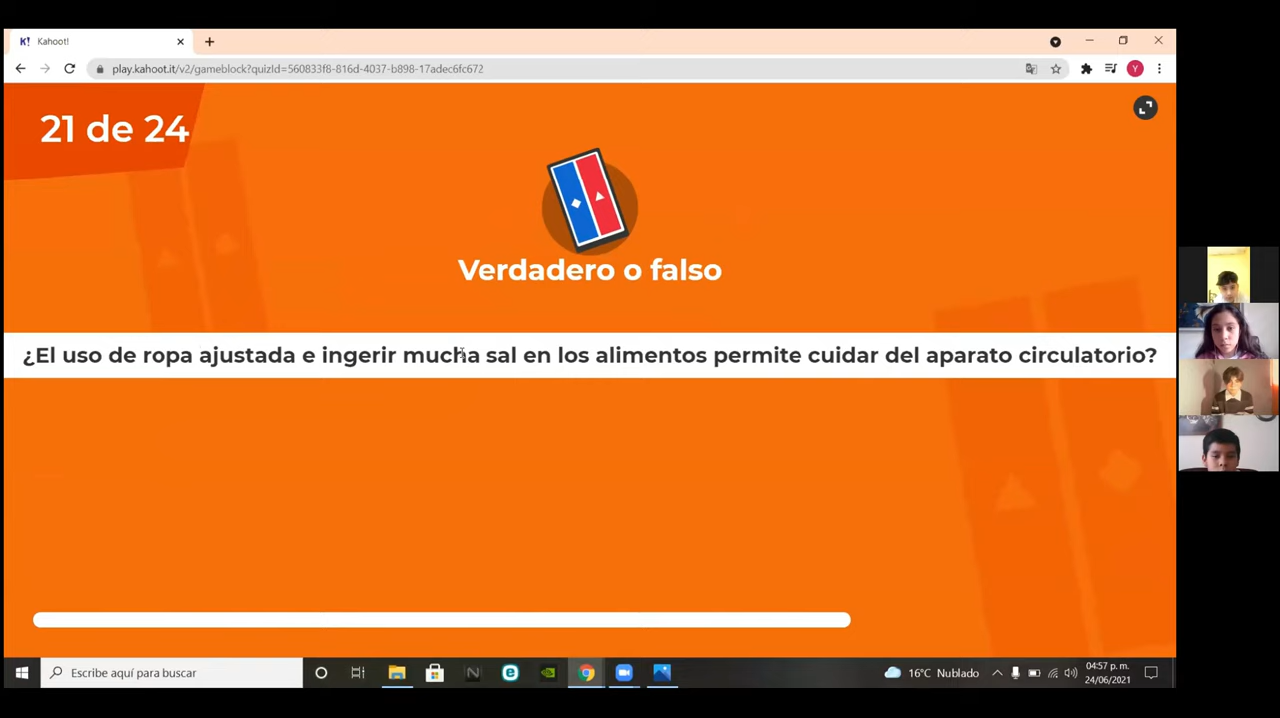 K! Kahoot!
play.kahoot.it/v2/gameblock?quizId=560833f8-816d-4037-b898-17adec6fc672
Y
21 de 24
Verdadero o falso
¿El uso de ropa ajustada e ingerir mucha sal en los alimentos permite cuidar del aparato circulatorio?
Escribe aquí para buscar
16°C Nublado
04:57 p. m.
24/06/2021